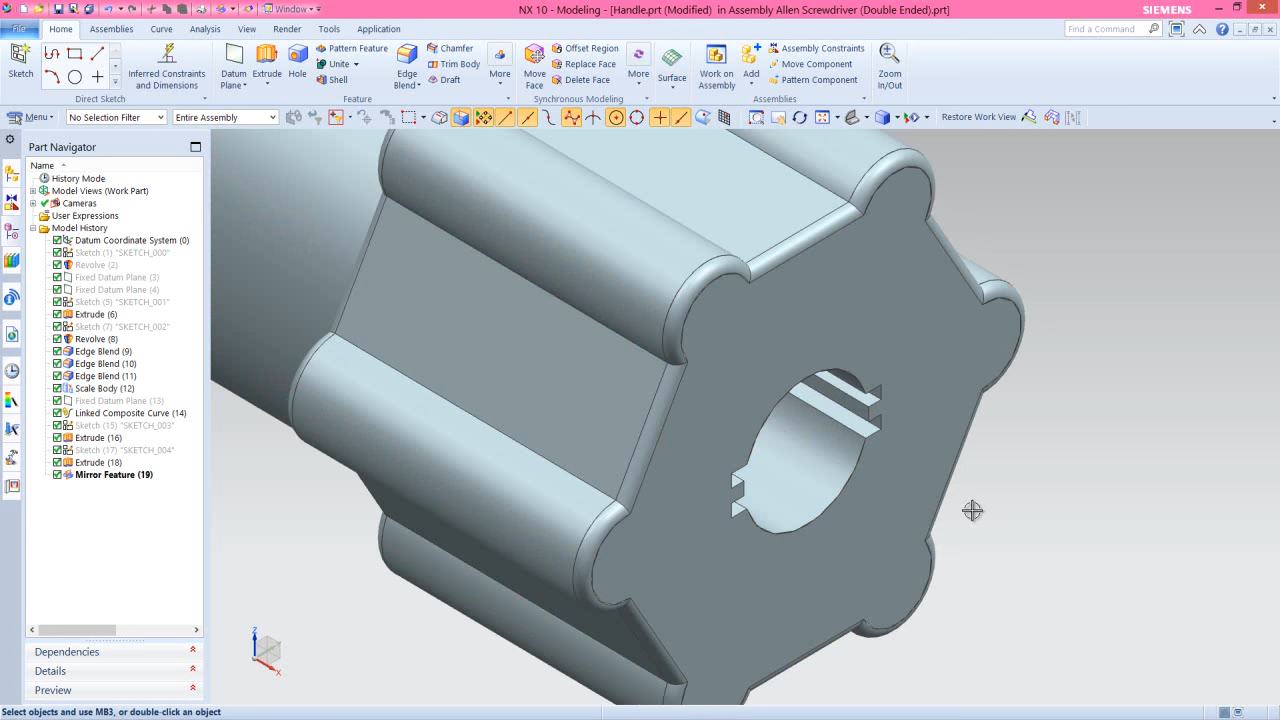 NX 10 - Modeling - [Handle.prt (Modified) in Assembly Allen Screwdriver (Double Ended).prt]
SIEMENS
Window
File Home Assemblies Curve Analysis View Render Tools Application
Find a Command
Sketch
Inferred Constraints and Dimensions
Direct Sketch
Datum Plane
Extrude
Hole
Pattern Feature
Unite
Shell
Edge Blend
Chamfer
Trim Body
Draft
More
Feature
Move Face
Offset Region
Replace Face
Delete Face
More
Synchronous Modeling
Surface
Work on Assembly
Add
Assembly Constraints
Move Component
Pattern Component
Assemblies
Zoom In/Out
Menu
No Selection Filter
Entire Assembly
Restore Work View
Part Navigator
Name
History Mode
Model Views (Work Part)
Cameras
User Expressions
Model History
Datum Coordinate System (0)
Sketch (1) "SKETCH_000"
Revolve (2)
Fixed Datum Plane (3)
Fixed Datum Plane (4)
Sketch (5) "SKETCH_001"
Extrude (6)
Sketch (7) "SKETCH_002"
Revolve (8)
Edge Blend (9)
Edge Blend (10)
Edge Blend (11)
Scale Body (12)
Fixed Datum Plane (13)
Linked Composite Curve (14)
Sketch (15) "SKETCH_003"
Extrude (16)
Sketch (17) "SKETCH_004"
Extrude (18)
Mirror Feature (19)
Dependencies
Details
Preview
Z
X
Select objects and use MB3, or double-click an object